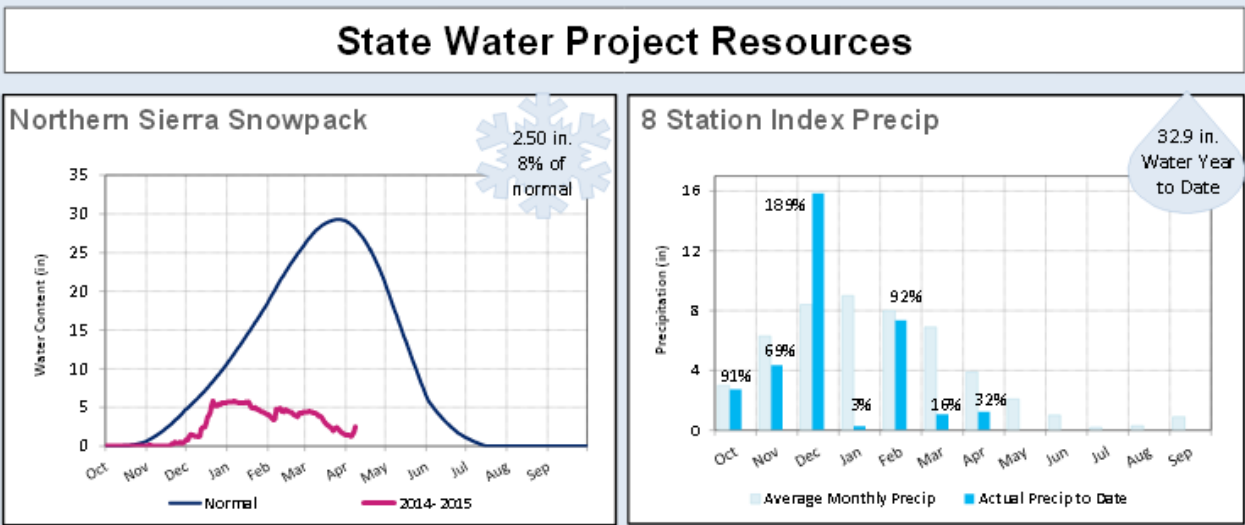 State Water Project Resources
Northern Sierra Snowpack
2.50 in.
8% of
normal
35
30
25
20
15
10
5
0
Water Content (in)
Oct Nov Dec Jan Feb Mar Apr May Jun Jul Aug Sep
Normal 2014-2015
8 Station Index Precip
32.9 in.
Water Year
to Date
16
12
8
4
0
Precipitation (in)
91% 69% 189% 3% 92% 16% 32%
Oct Nov Dec Jan Feb Mar Apr May Jun Jul Aug Sep
Average Monthly Precip Actual Precip to Date